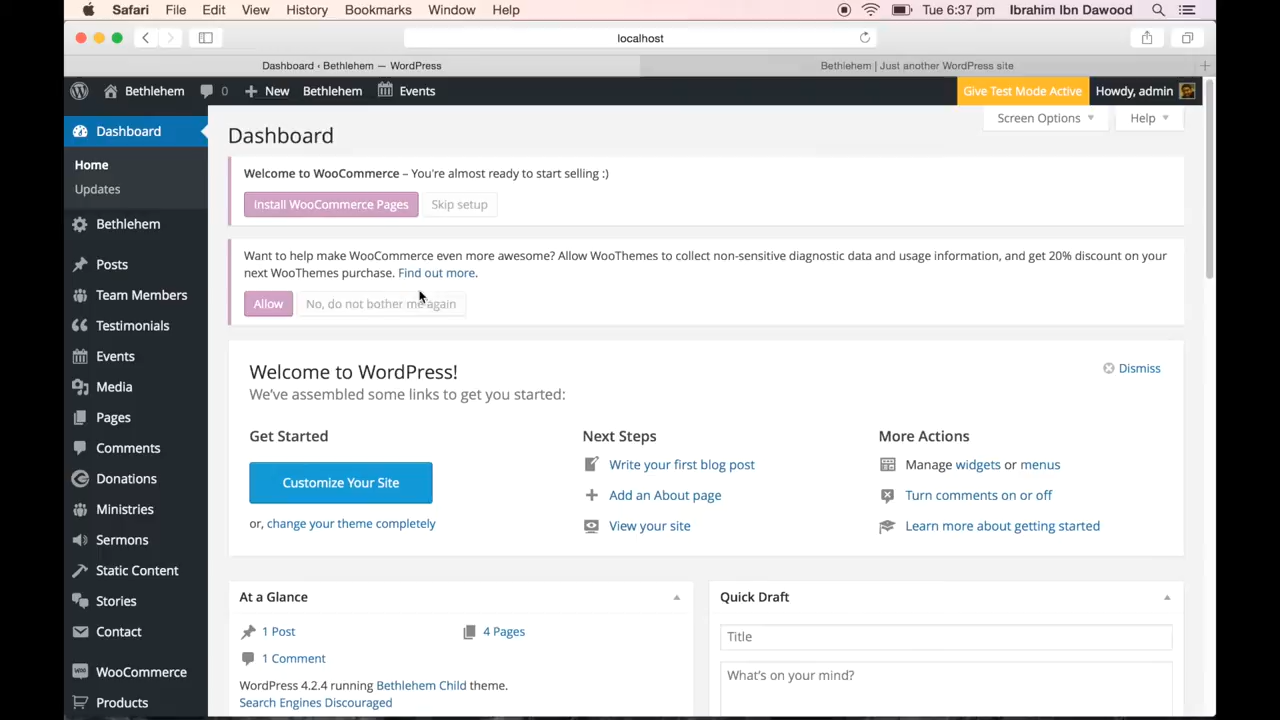 Safari File Edit View History Bookmarks Window Help Tue 6:37 pm Ibrahim Ibn Dawood
localhost
Dashboard ‹ Bethlehem — WordPress Bethlehem | Just another WordPress site
Bethlehem 0 New Bethlehem Events Give Test Mode Active Howdy, admin
Screen Options Help
Dashboard
Home
Updates
Bethlehem
Posts
Team Members
Testimonials
Events
Media
Pages
Comments
Donations
Ministries
Sermons
Static Content
Stories
Contact
WooCommerce
Products
Dashboard
Welcome to WooCommerce – You're almost ready to start selling :)
Install WooCommerce Pages Skip setup
Want to help make WooCommerce even more awesome? Allow WooThemes to collect non-sensitive diagnostic data and usage information, and get 20% discount on your
next WooThemes purchase. Find out more.
Allow No, do not bother me again
Welcome to WordPress!
Dismiss
We've assembled some links to get you started:
Get Started
Customize Your Site
or, change your theme completely
Next Steps
Write your first blog post
Add an About page
View your site
More Actions
Manage widgets or menus
Turn comments on or off
Learn more about getting started
At a Glance
1 Post 4 Pages
1 Comment
WordPress 4.2.4 running Bethlehem Child theme.
Search Engines Discouraged
Quick Draft
Title
What's on your mind?